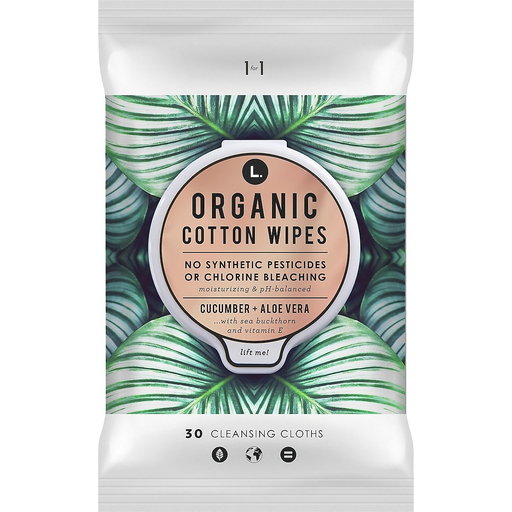 1 for 1
L.
ORGANIC
COTTON WIPES
NO SYNTHETIC PESTICIDES
OR CHLORINE BLEACHING
moisturizing & pH-balanced
CUCUMBER + ALOE VERA
...with sea buckthorn
and vitamin E
lift me!
30 CLEANSING CLOTHS